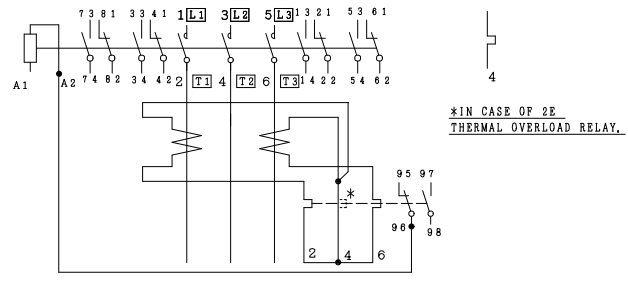 73 81 33 41 1 L1 3 L2 5 L3 13 21 53 61
A1 A2 74 82 34 42 2 T1 4 T2 6 T3 14 22 54 62
4
*IN CASE OF 2E
THERMAL OVERLOAD RELAY.
95 97
*
96 98
2 4 6